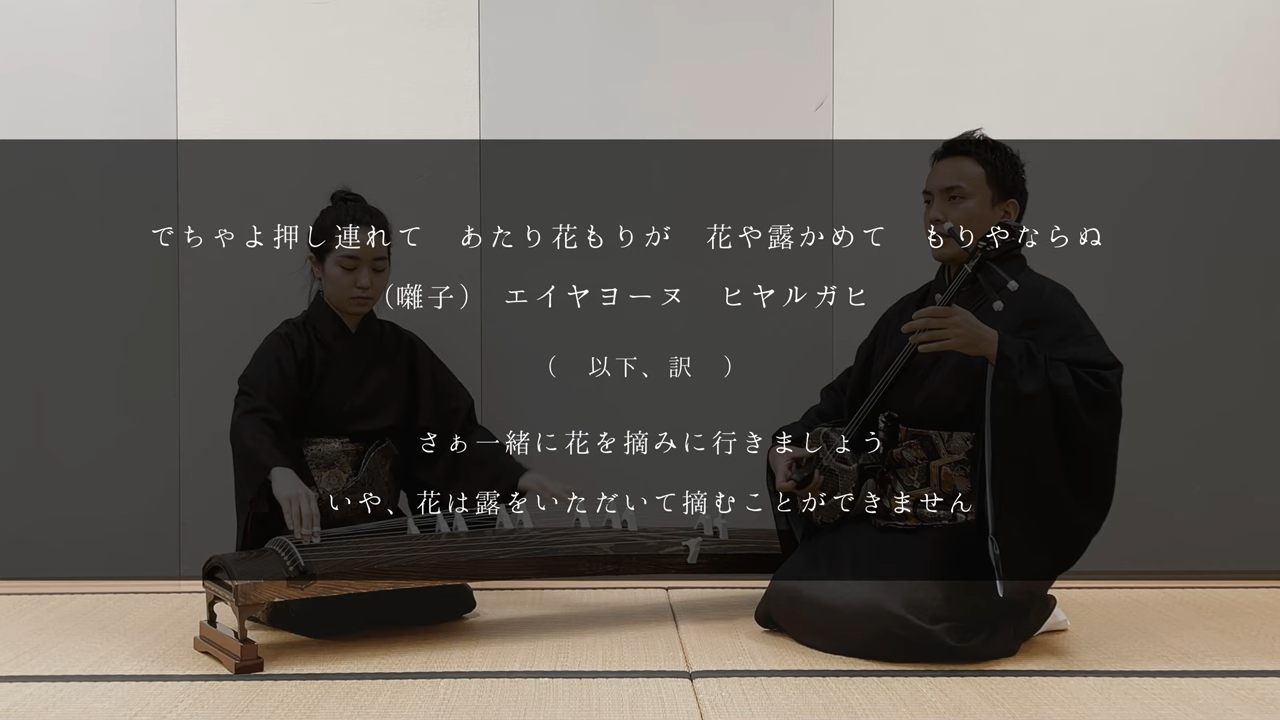 でちゃよ押し連れて　あたり花もりが　花や露かめて　もりやならぬ
（囃子）　エイヤヨーヌ　ヒヤルガヒ
（　以下、訳　）
さぁ一緒に花を摘みに行きましょう
いや、花は露をいただいて摘むことができません